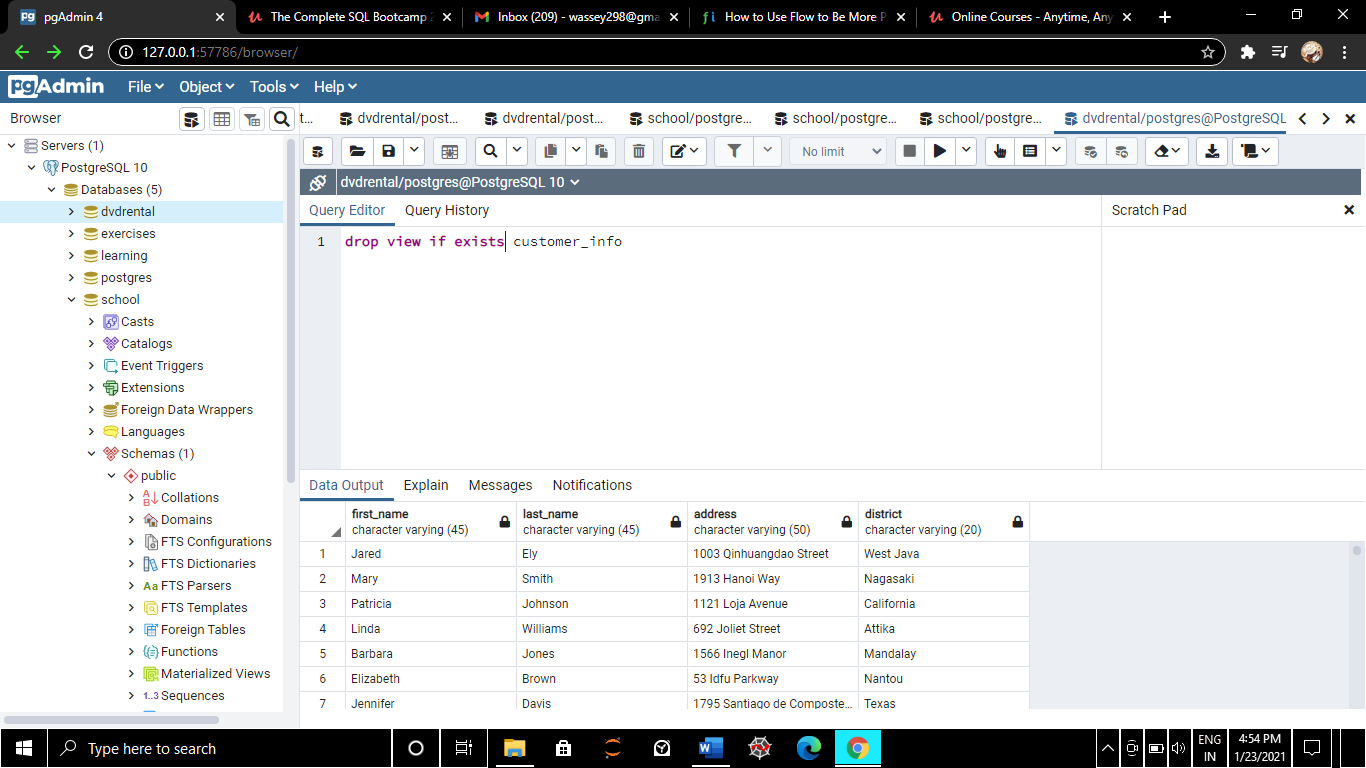 pgAdmin 4
The Complete SQL Bootcamp 2
Inbox (209) - wassey298@gma
How to Use Flow to Be More P
Online Courses - Anytime, Any
127.0.0.1:57786/browser/
pgAdmin File Object Tools Help
Browser
t...
dvdrental/post...
dvdrental/post...
school/postgre...
school/postgre...
school/postgre...
dvdrental/postgres@PostgreSQL
No limit
dvdrental/postgres@PostgreSQL 10
Query Editor Query History
Scratch Pad
1 drop view if exists customer_info
Servers (1)
PostgreSQL 10
Databases (5)
dvdrental
exercises
learning
postgres
school
Casts
Catalogs
Event Triggers
Extensions
Foreign Data Wrappers
Languages
Schemas (1)
public
Collations
Domains
FTS Configurations
FTS Dictionaries
Aa FTS Parsers
FTS Templates
Foreign Tables
Functions
Materialized Views
1..3 Sequences
Data Output Explain Messages Notifications
first_name last_name address district
character varying (45) character varying (45) character varying (50) character varying (20)
1 Jared Ely 1003 Qinhuangdao Street West Java
2 Mary Smith 1913 Hanoi Way Nagasaki
3 Patricia Johnson 1121 Loja Avenue California
4 Linda Williams 692 Joliet Street Attika
5 Barbara Jones 1566 Inegl Manor Mandalay
6 Elizabeth Brown 53 Idfu Parkway Nantou
7 Jennifer Davis 1795 Santiago de Composte... Texas
Type here to search
ENG
IN
4:54 PM
1/23/2021